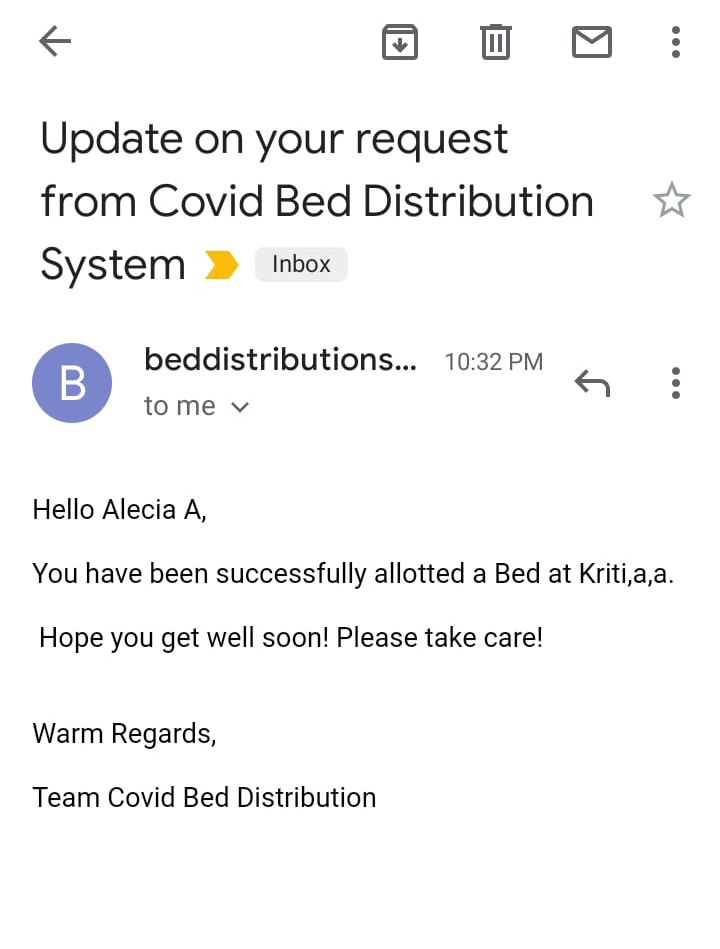 Update on your request
from Covid Bed Distribution
System Inbox
B
beddistributions... 10:32 PM
to me
Hello Alecia A,
You have been successfully allotted a Bed at Kriti,a,a.
Hope you get well soon! Please take care!
Warm Regards,
Team Covid Bed Distribution